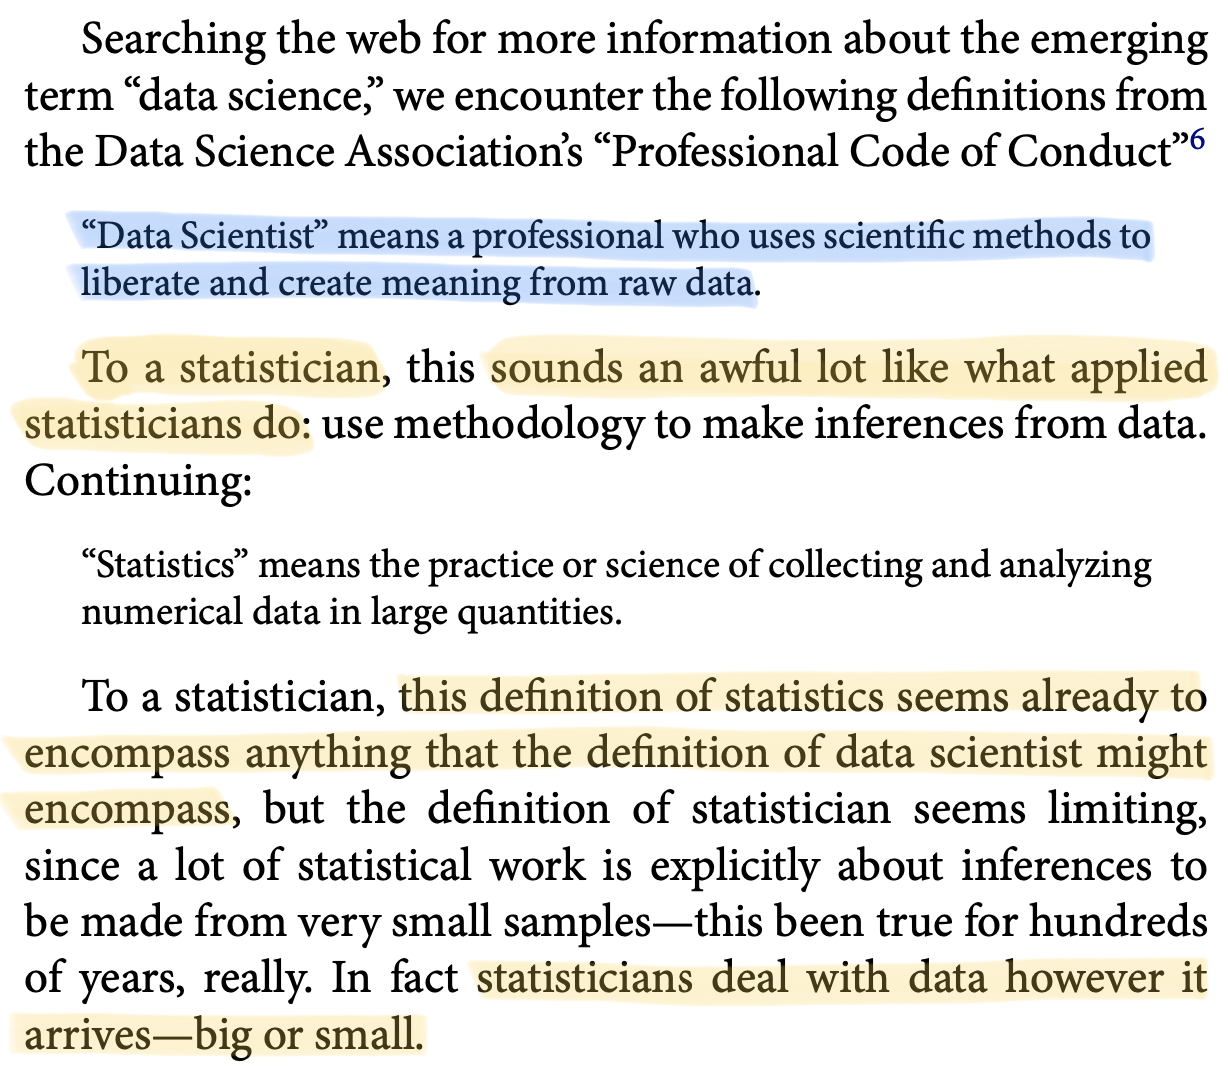 Searching the web for more information about the emerging
term “data science,” we encounter the following definitions from
the Data Science Association’s “Professional Code of Conduct”6
“Data Scientist” means a professional who uses scientific methods to
liberate and create meaning from raw data.
To a statistician, this sounds an awful lot like what applied
statisticians do: use methodology to make inferences from data.
Continuing:
“Statistics” means the practice or science of collecting and analyzing
numerical data in large quantities.
To a statistician, this definition of statistics seems already to
encompass anything that the definition of data scientist might
encompass, but the definition of statistician seems limiting,
since a lot of statistical work is explicitly about inferences to
be made from very small samples—this been true for hundreds
of years, really. In fact statisticians deal with data however it
arrives—big or small.